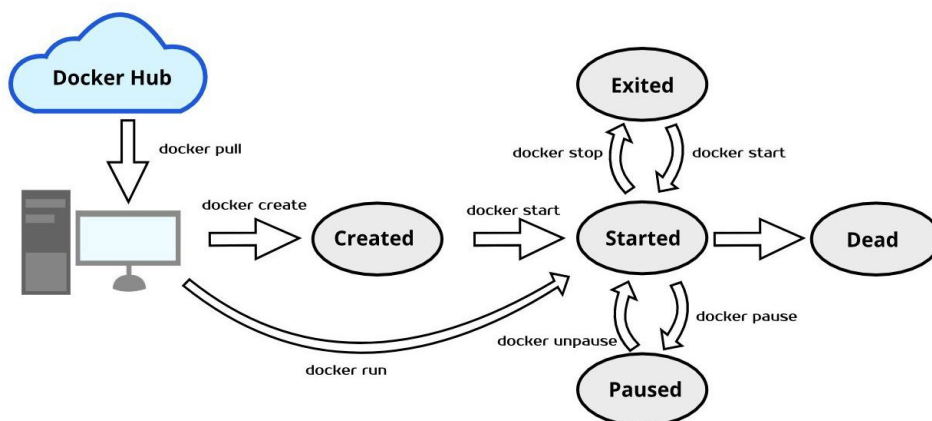 Docker Hub
docker pull
Exited
docker stop
docker start
docker create
Created
docker start
Started
Dead
docker pause
docker unpause
docker run
Paused